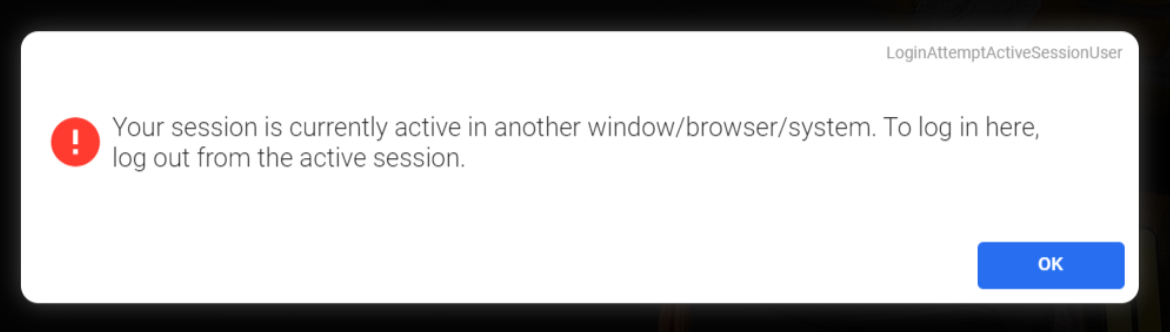 LoginAttemptActiveSessionUser
Your session is currently active in another window/browser/system. To log in here,
log out from the active session.
OK